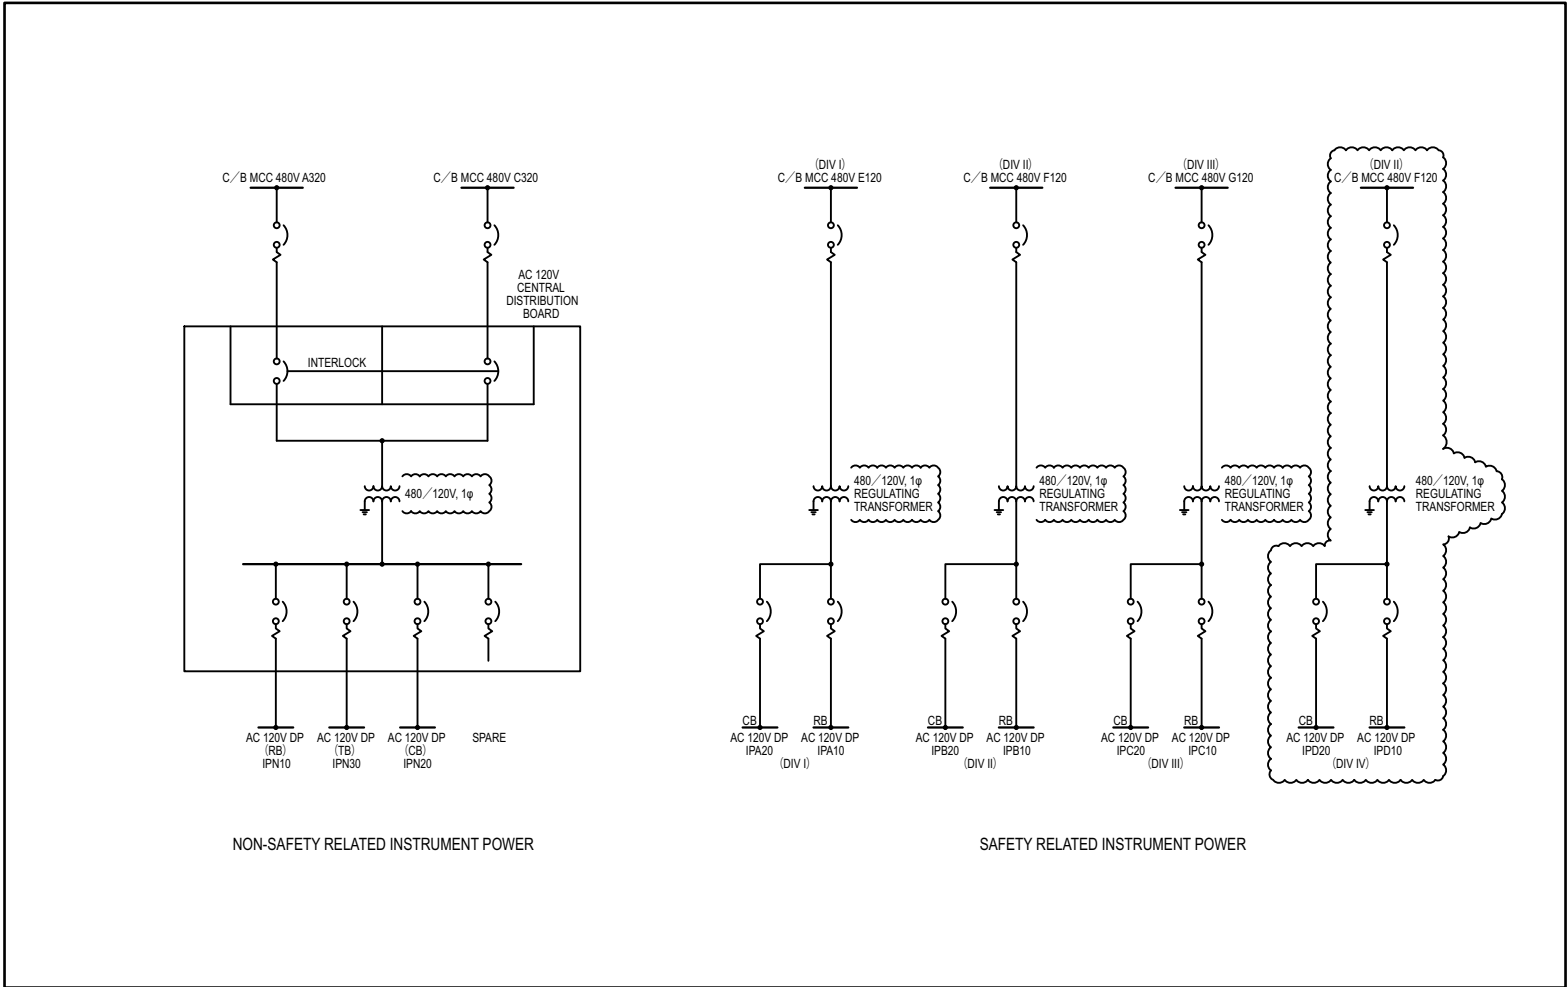 C/B MCC 480V A320
C/B MCC 480V C320
AC 120V
CENTRAL
DISTRIBUTION
BOARD
INTERLOCK
480/120V, 1φ
AC 120V DP
(RB)
IPN10
AC 120V DP
(TB)
IPN30
AC 120V DP
(CB)
IPN20
SPARE
NON-SAFETY RELATED INSTRUMENT POWER
(DIV I)
C/B MCC 480V E120
480/120V, 1φ
REGULATING
TRANSFORMER
CB
AC 120V DP
IPA20
RB
AC 120V DP
IPA10
(DIV I)
(DIV II)
C/B MCC 480V F120
480/120V, 1φ
REGULATING
TRANSFORMER
CB
AC 120V DP
IPB20
RB
AC 120V DP
IPB10
(DIV II)
(DIV III)
C/B MCC 480V G120
480/120V, 1φ
REGULATING
TRANSFORMER
CB
AC 120V DP
IPC20
RB
AC 120V DP
IPC10
(DIV III)
(DIV II)
C/B MCC 480V F120
480/120V, 1φ
REGULATING
TRANSFORMER
CB
AC 120V DP
IPD20
RB
AC 120V DP
IPD10
(DIV IV)
SAFETY RELATED INSTRUMENT POWER